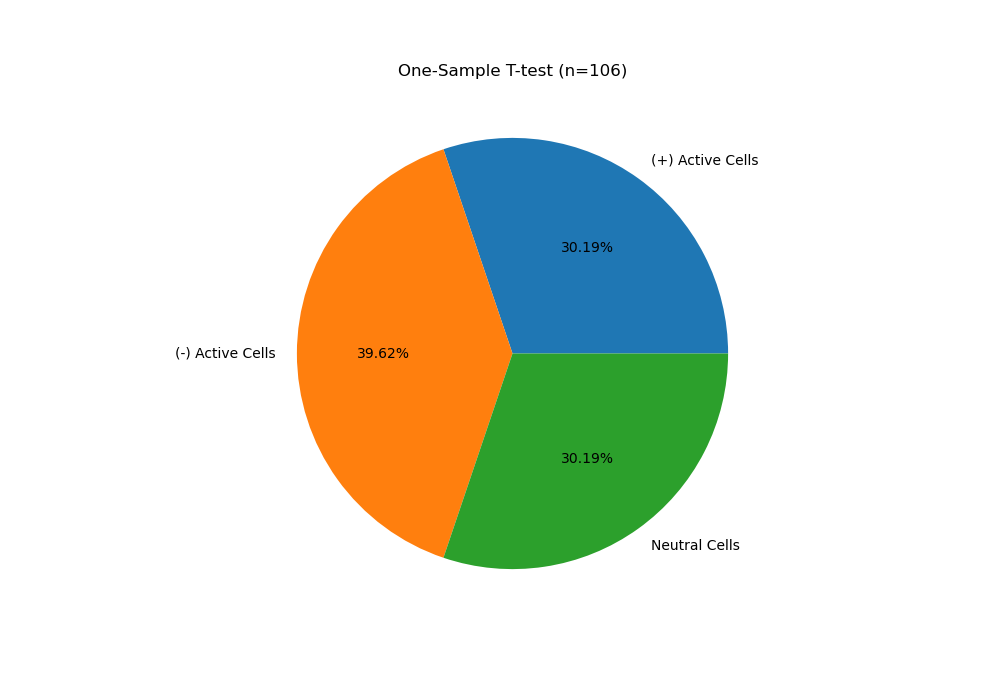 One-Sample T-test (n=106)
(+) Active Cells
30.19%
(-) Active Cells
39.62%
30.19%
Neutral Cells